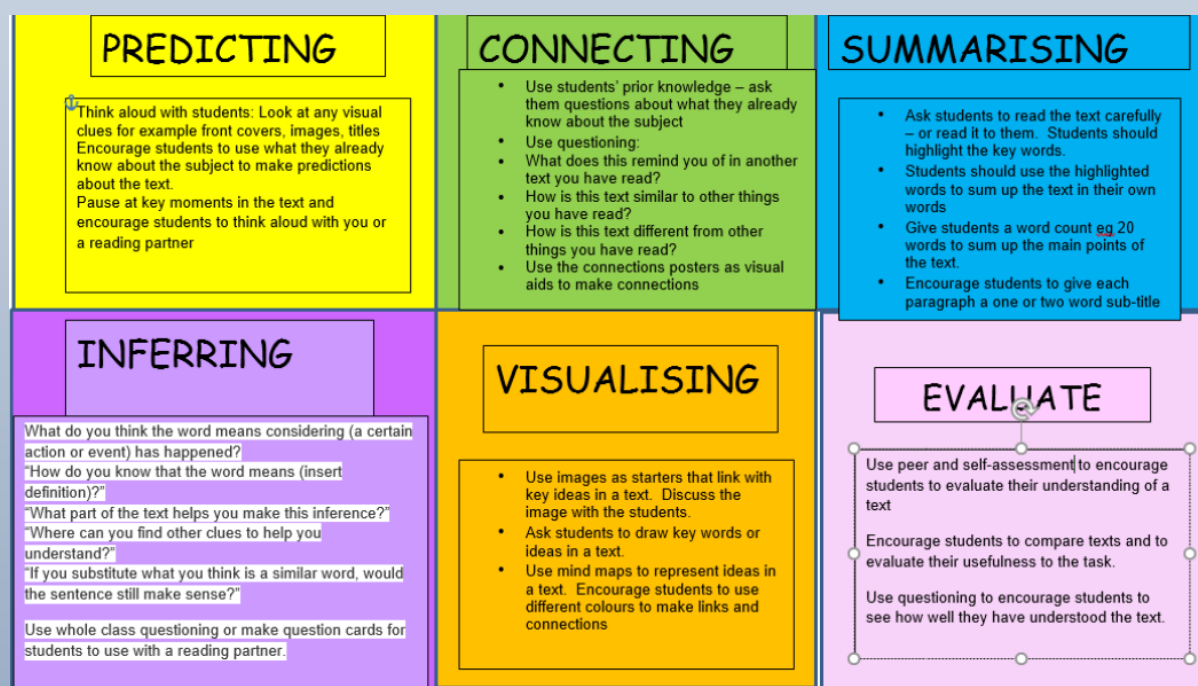 PREDICTING
Think aloud with students: Look at any visual
clues for example front covers, images, titles
Encourage students to use what they already
know about the subject to make predictions
about the text.
Pause at key moments in the text and
encourage students to think aloud with you or
a reading partner
CONNECTING
• Use students' prior knowledge – ask
them questions about what they already
know about the subject
• Use questioning:
• What does this remind you of in another
text you have read?
• How is this text similar to other things
you have read?
• How is this text different from other
things you have read?
• Use the connections posters as visual
aids to make connections
SUMMARISING
• Ask students to read the text carefully
– or read it to them. Students should
highlight the key words.
• Students should use the highlighted
words to sum up the text in their own
words
• Give students a word count eg 20
words to sum up the main points of
the text.
• Encourage students to give each
paragraph a one or two word sub-title
INFERRING
What do you think the word means considering (a certain
action or event) has happened?
“How do you know that the word means (insert
definition)?”
“What part of the text helps you make this inference?”
“Where can you find other clues to help you
understand?”
“If you substitute what you think is a similar word, would
the sentence still make sense?”
Use whole class questioning or make question cards for
students to use with a reading partner.
VISUALISING
• Use images as starters that link with
key ideas in a text. Discuss the
image with the students.
• Ask students to draw key words or
ideas in a text.
• Use mind maps to represent ideas in
a text. Encourage students to use
different colours to make links and
connections
EVALUATE
Use peer and self-assessment to encourage
students to evaluate their understanding of a
text
Encourage students to compare texts and to
evaluate their usefulness to the task.
Use questioning to encourage students to
see how well they have understood the text.